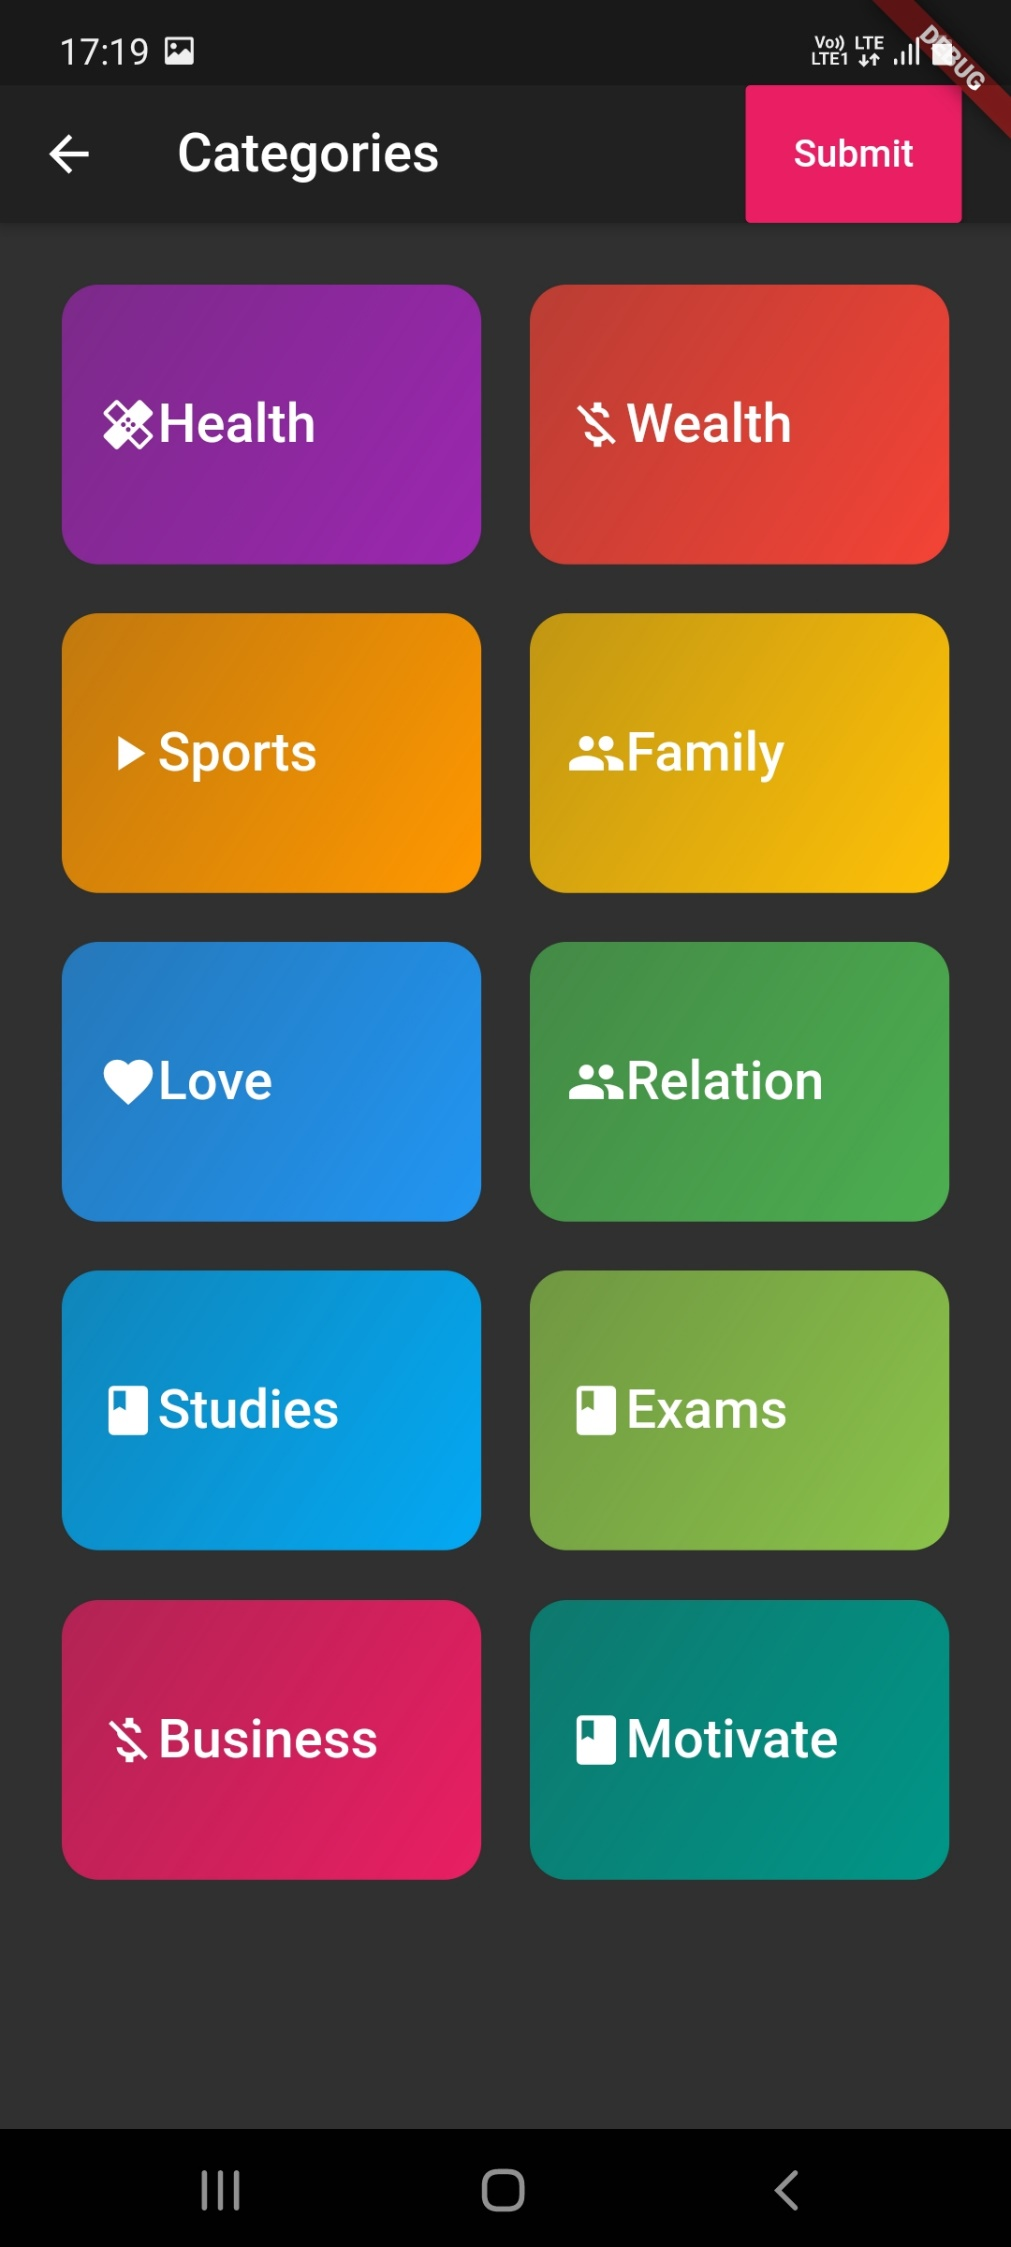 17:19
Vo)) LTE
LTE1
DEBUG
Categories
Submit
Health
Wealth
Sports
Family
Love
Relation
Studies
Exams
Business
Motivate